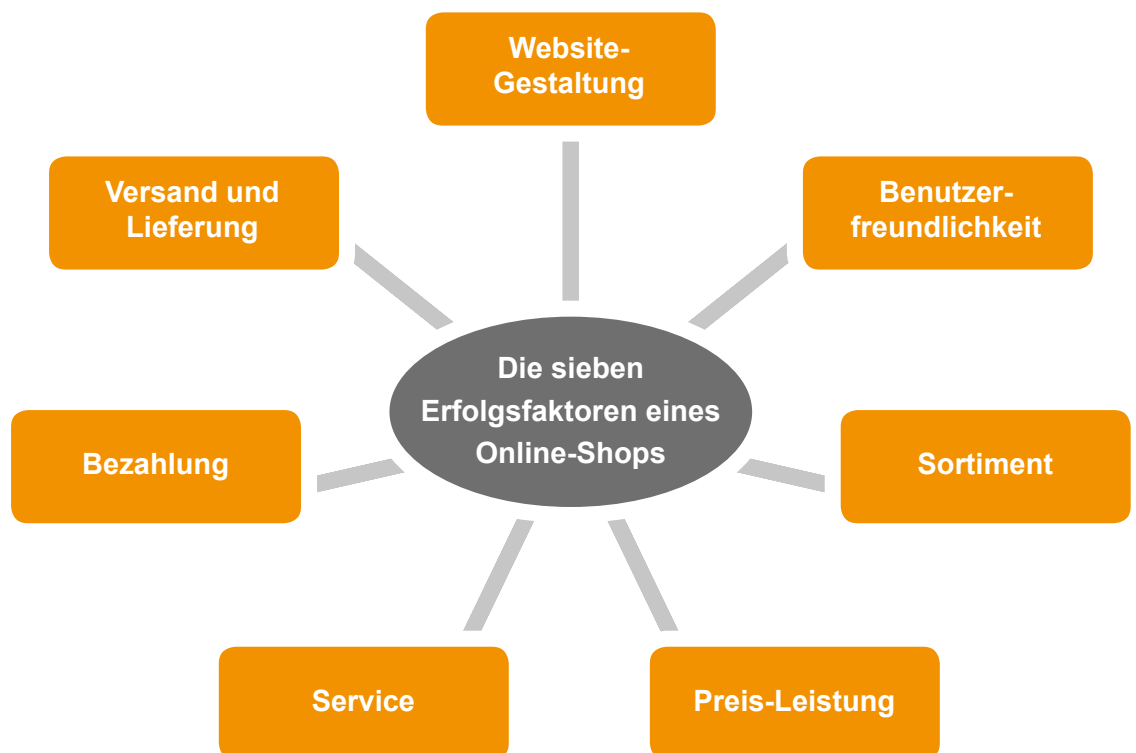 Website-
Gestaltung
Versand und
Lieferung
Benutzer-
freundlichkeit
Die sieben
Erfolgsfaktoren eines
Online-Shops
Bezahlung
Sortiment
Service
Preis-Leistung